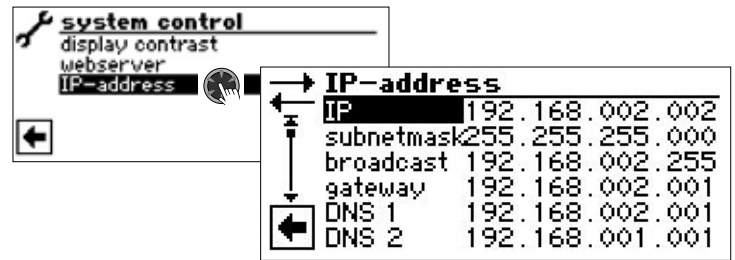 system control
display contrast
webserver
IP-address
IP-address
IP 192.168.002.002
subnetmask 255.255.255.000
broadcast 192.168.002.255
gateway 192.168.002.001
DNS 1 192.168.002.001
DNS 2 192.168.001.001